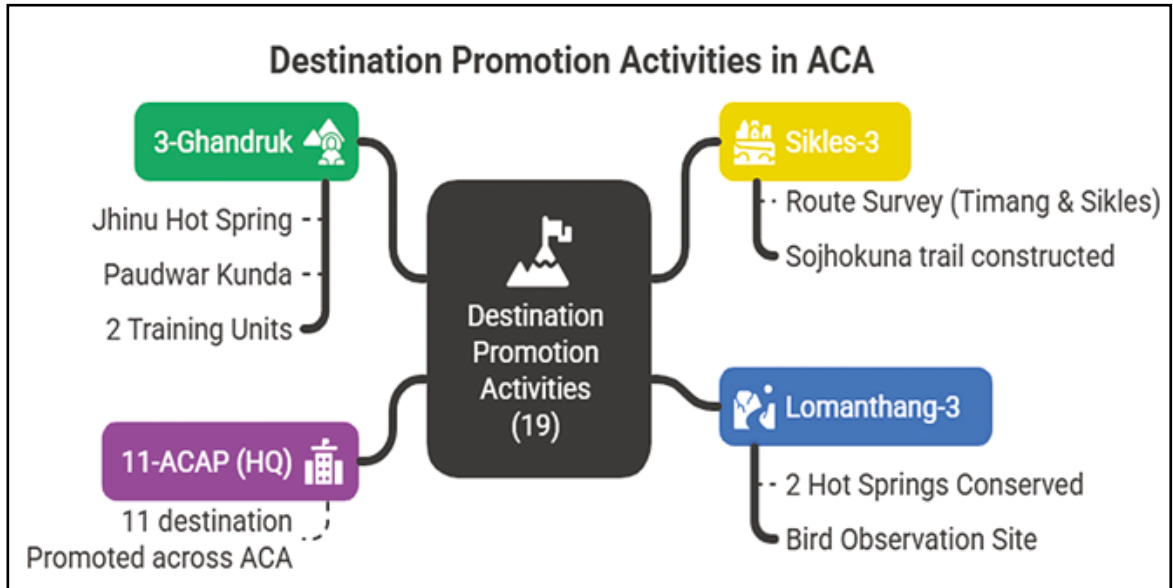 Destination Promotion Activities in ACA
3-Ghandruk
Jhinu Hot Spring
Paudwar Kunda
2 Training Units
11-ACAP (HQ)
11 destination
Promoted across ACA
Destination
Promotion
Activities
(19)
Sikles-3
Route Survey (Timang & Sikles)
Sojhokuna trail constructed
Lomanthang-3
2 Hot Springs Conserved
Bird Observation Site